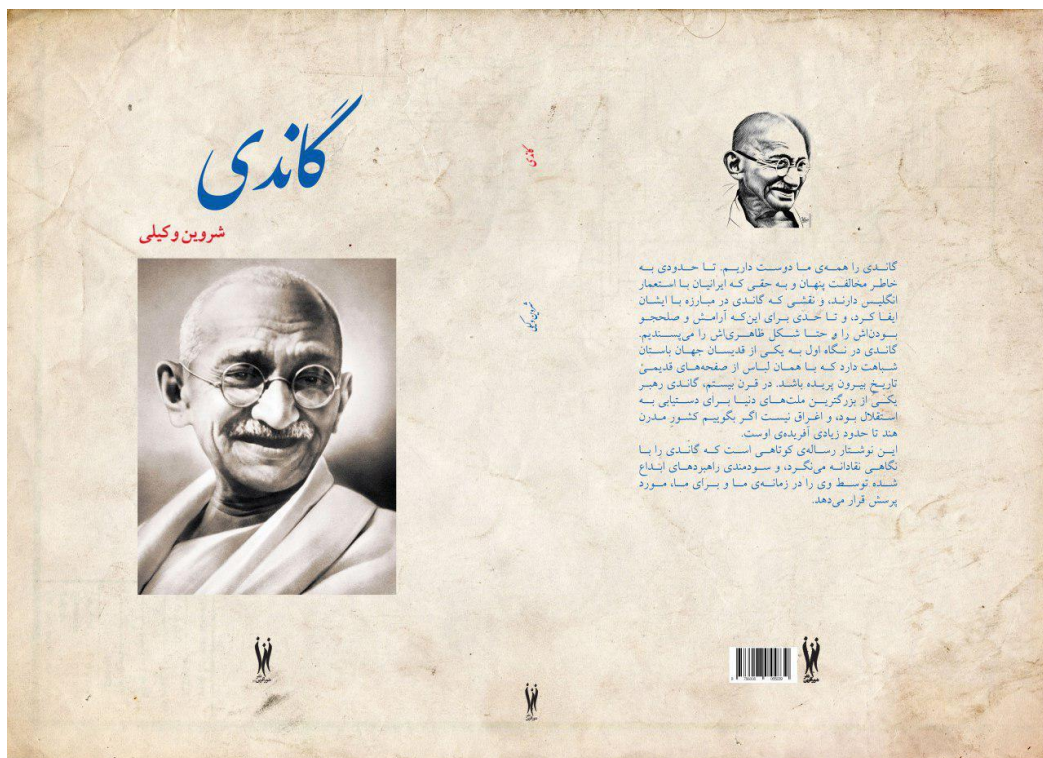 گاندی
شروین وکیلی
گاندی
شروین وکیلی
گاندی را همه‌ی ما دوست داریم. تا حدودی به
خاطر مخالفت پنهان و به حقی که ایرانیان با استعمار
انگلیس دارند، و نقشی که گاندی در مبارزه با ایشان
ایفا کرد، و تا حدی برای این‌که آرامش و صلحجو
بودن‌اش را و حتا شکل ظاهری‌اش را می‌پسندیم.
گاندی در نگاه اول به یکی از قدیسان جهان باستان
شباهت دارد که با همان لباس از صفحه‌های قدیمیٔ
تاریخ بیرون پریده باشد. در قرن بیستم، گاندی رهبر
یکی از بزرگترین ملت‌های دنیا برای دستیابی به
استقلال بود، و اغراق نیست اگر بگوییم کشور مدرن
هند تا حدود زیادی آفریده‌ی اوست.
این نوشتار رساله‌ی کوتاهی است که گاندی را با
نگاهی نقادانه می‌نگرد، و سودمندی راهبردهای ابداع
شده توسط وی را در زمانه‌ی ما و برای ما، مورد
پرسش قرار می‌دهد.